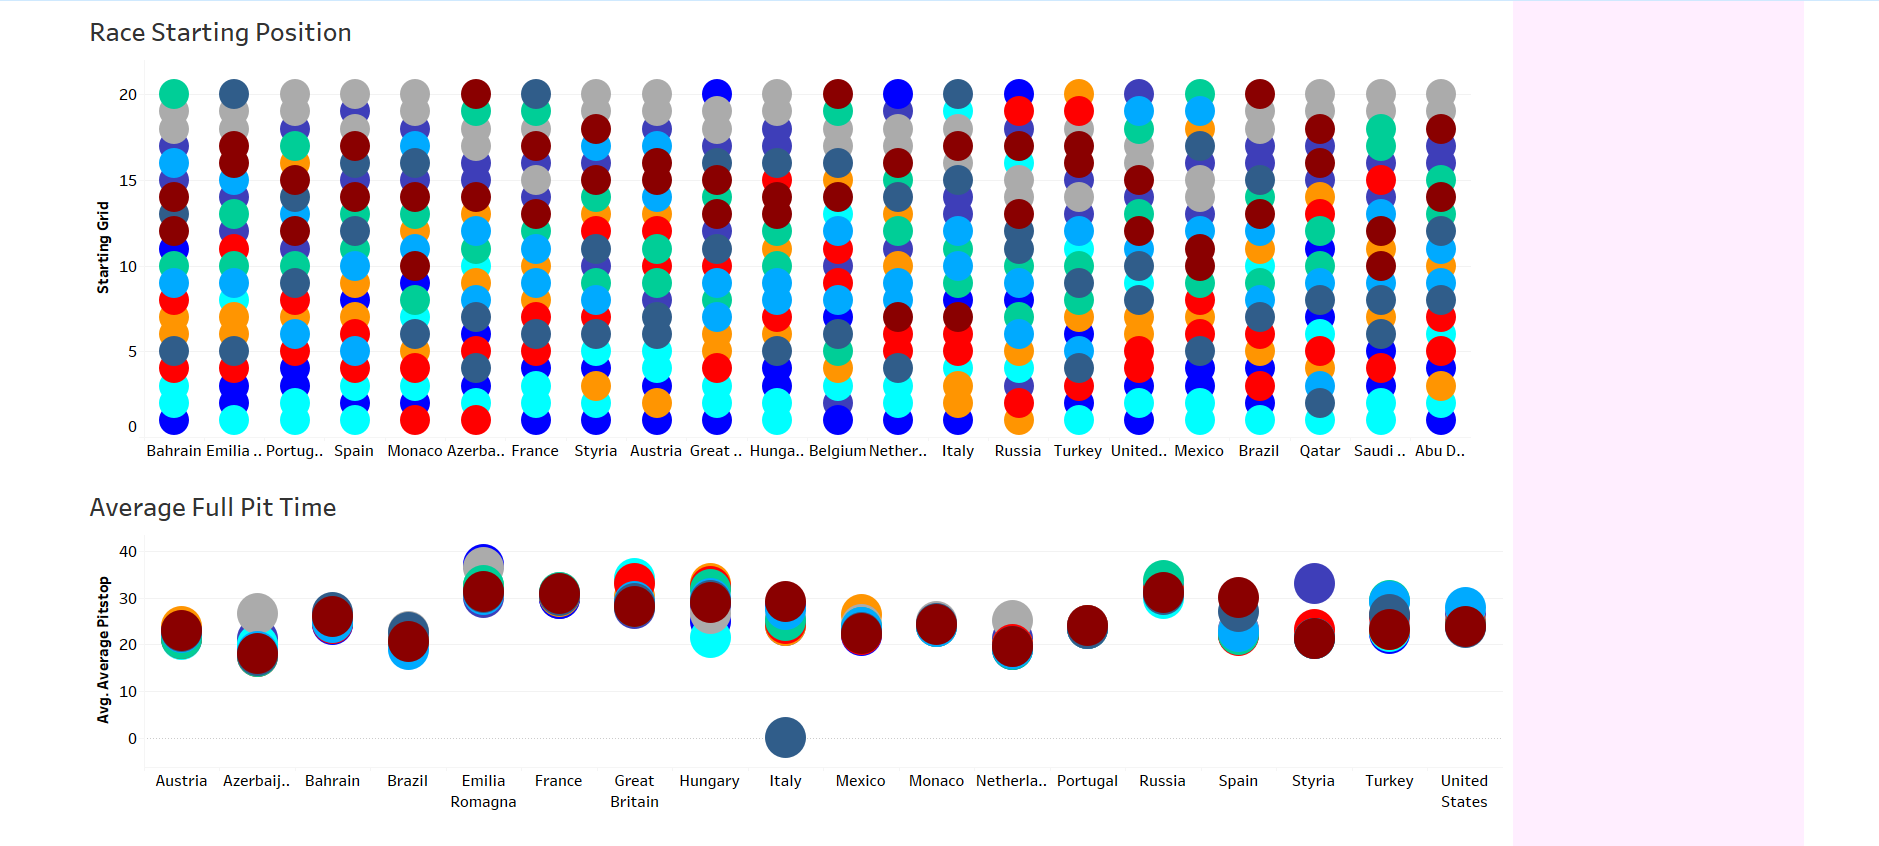 Race Starting Position
Starting Grid
20
15
10
5
0
Bahrain Emilia .. Portug.. Spain Monaco Azerba.. France Styria Austria Great .. Hunga.. Belgium Nether.. Italy Russia Turkey United.. Mexico Brazil Qatar Saudi .. Abu D..
Average Full Pit Time
Avg. Average Pitstop
40
30
20
10
0
Austria Azerbaij.. Bahrain Brazil Emilia Romagna France Great Britain Hungary Italy Mexico Monaco Netherla.. Portugal Russia Spain Styria Turkey United States